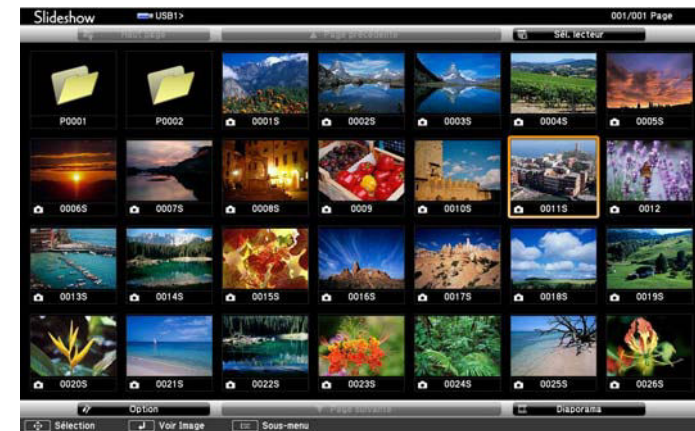 Slideshow USB1> 001/001 Page
Haut page Page précédente Sél. lecteur
P0001 P0002 0001S 0002S 0003S 0004S 0005S
0006S 0007S 0008S 0009 0010S 0011S 0012
0013S 0014S 0015S 0016S 0017S 0018S 0019S
0020S 0021S 0022S 0023S 0024S 0025S 0026S
Option Page suivante Diaporama
Sélection Voir Image Esc Sous-menu